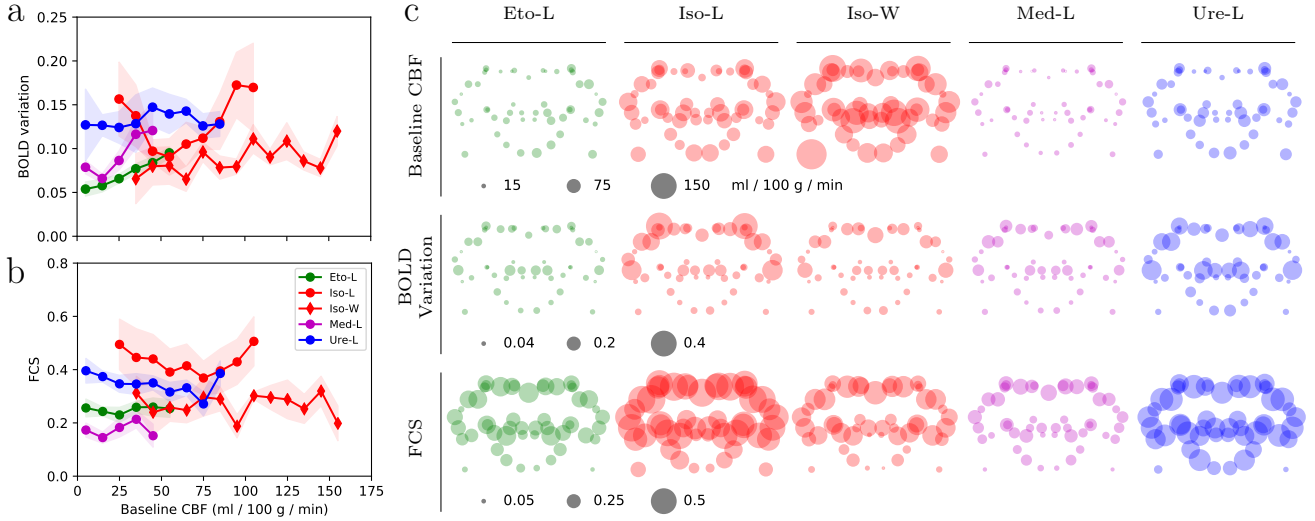 a
0.25
0.20
0.15
0.10
0.05
0.00
BOLD variation
b
0.8
0.6
0.4
0.2
0.0
FCS
Eto-L
Iso-L
Iso-W
Med-L
Ure-L
0 25 50 75 100 125 150 175
Baseline CBF (ml / 100 g / min)
c
Eto-L Iso-L Iso-W Med-L Ure-L
Baseline CBF
15 75 150 ml / 100 g / min
BOLD
Variation
0.04 0.2 0.4
FCS
0.05 0.25 0.5